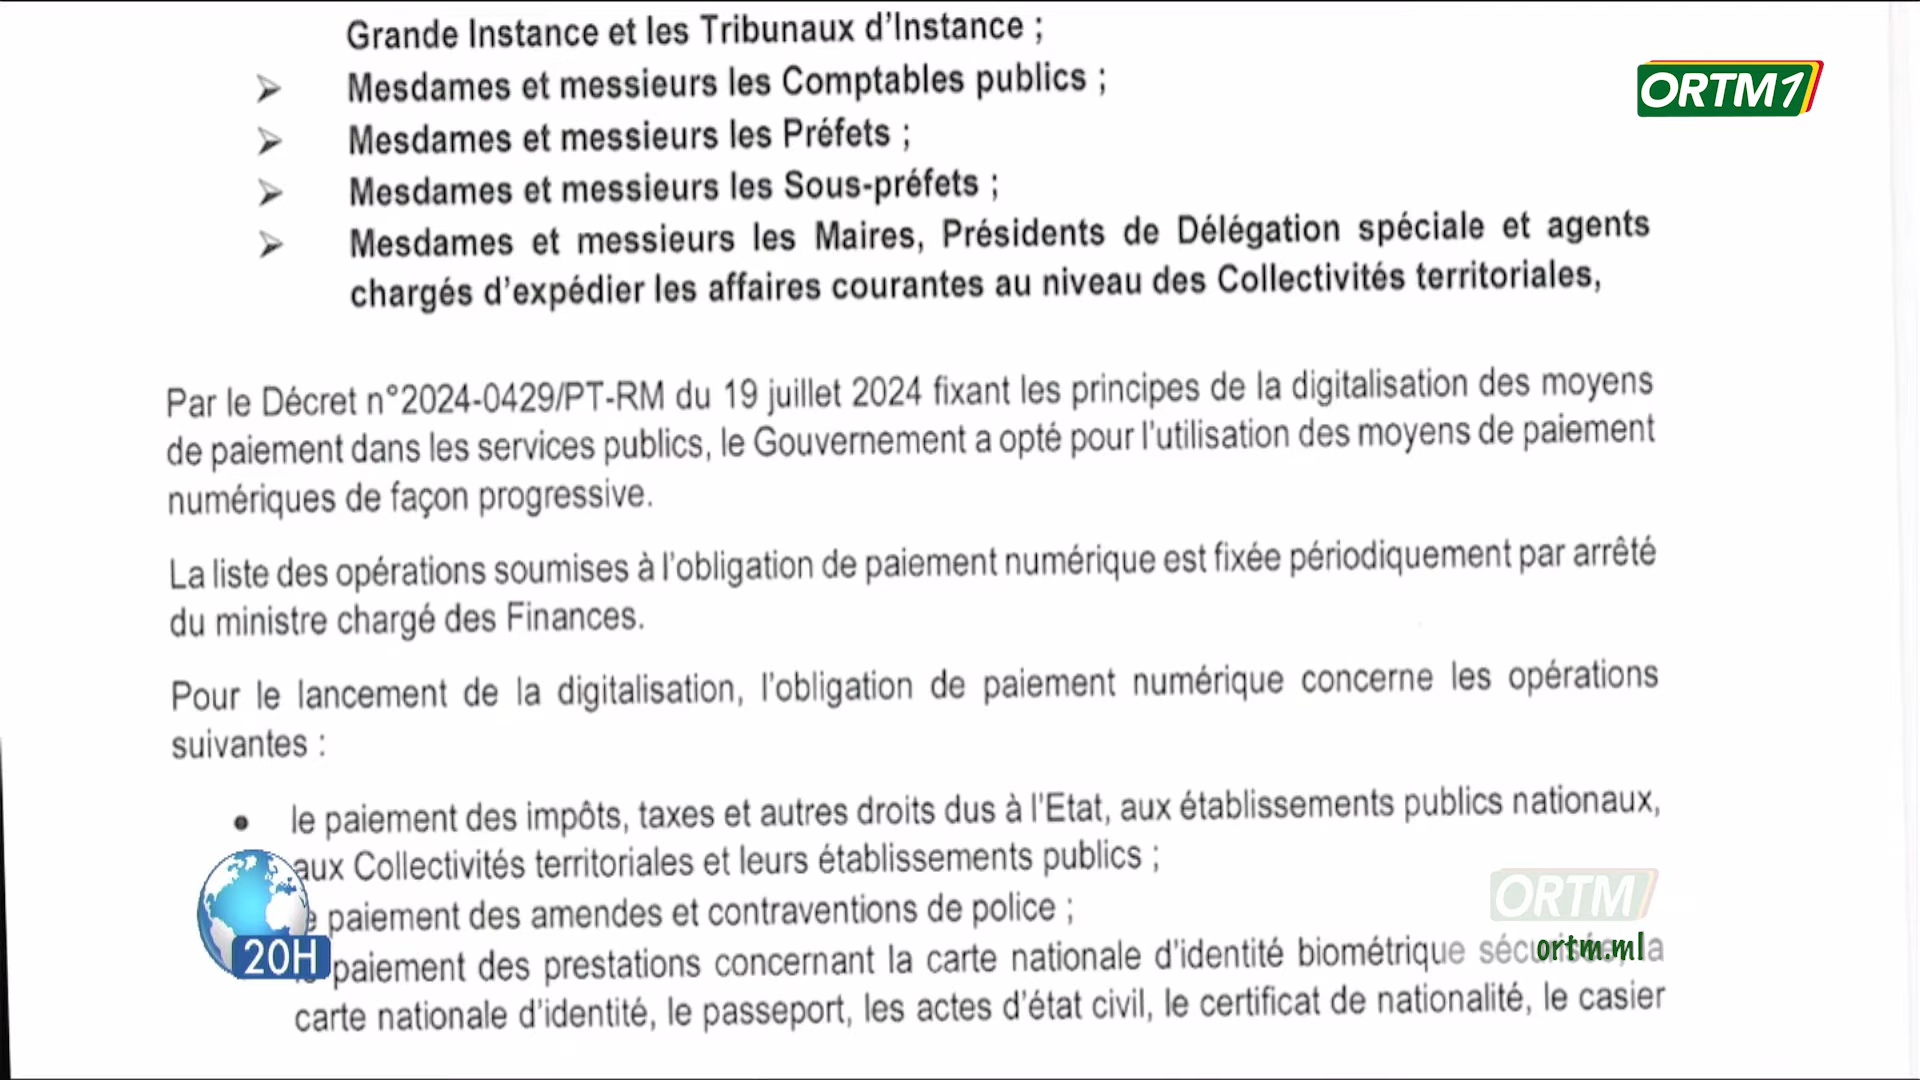 Grande Instance et les Tribunaux d'Instance ;
➢ Mesdames et messieurs les Comptables publics ;
➢ Mesdames et messieurs les Préfets ;
➢ Mesdames et messieurs les Sous-préfets ;
➢ Mesdames et messieurs les Maires, Présidents de Délégation spéciale et agents
chargés d'expédier les affaires courantes au niveau des Collectivités territoriales,
ORTM1
Par le Décret n°2024-0429/PT-RM du 19 juillet 2024 fixant les principes de la digitalisation des moyens
de paiement dans les services publics, le Gouvernement a opté pour l'utilisation des moyens de paiement
numériques de façon progressive.
La liste des opérations soumises à l'obligation de paiement numérique est fixée périodiquement par arrêté
du ministre chargé des Finances.
Pour le lancement de la digitalisation, l'obligation de paiement numérique concerne les opérations
suivantes :
• le paiement des impôts, taxes et autres droits dus à l'Etat, aux établissements publics nationaux,
aux Collectivités territoriales et leurs établissements publics ;
paiement des amendes et contraventions de police ;
paiement des prestations concernant la carte nationale d'identité biométrique sécurisée, la
carte nationale d'identité, le passeport, les actes d'état civil, le certificat de nationalité, le casier
20H
ORTM
ortm.ml